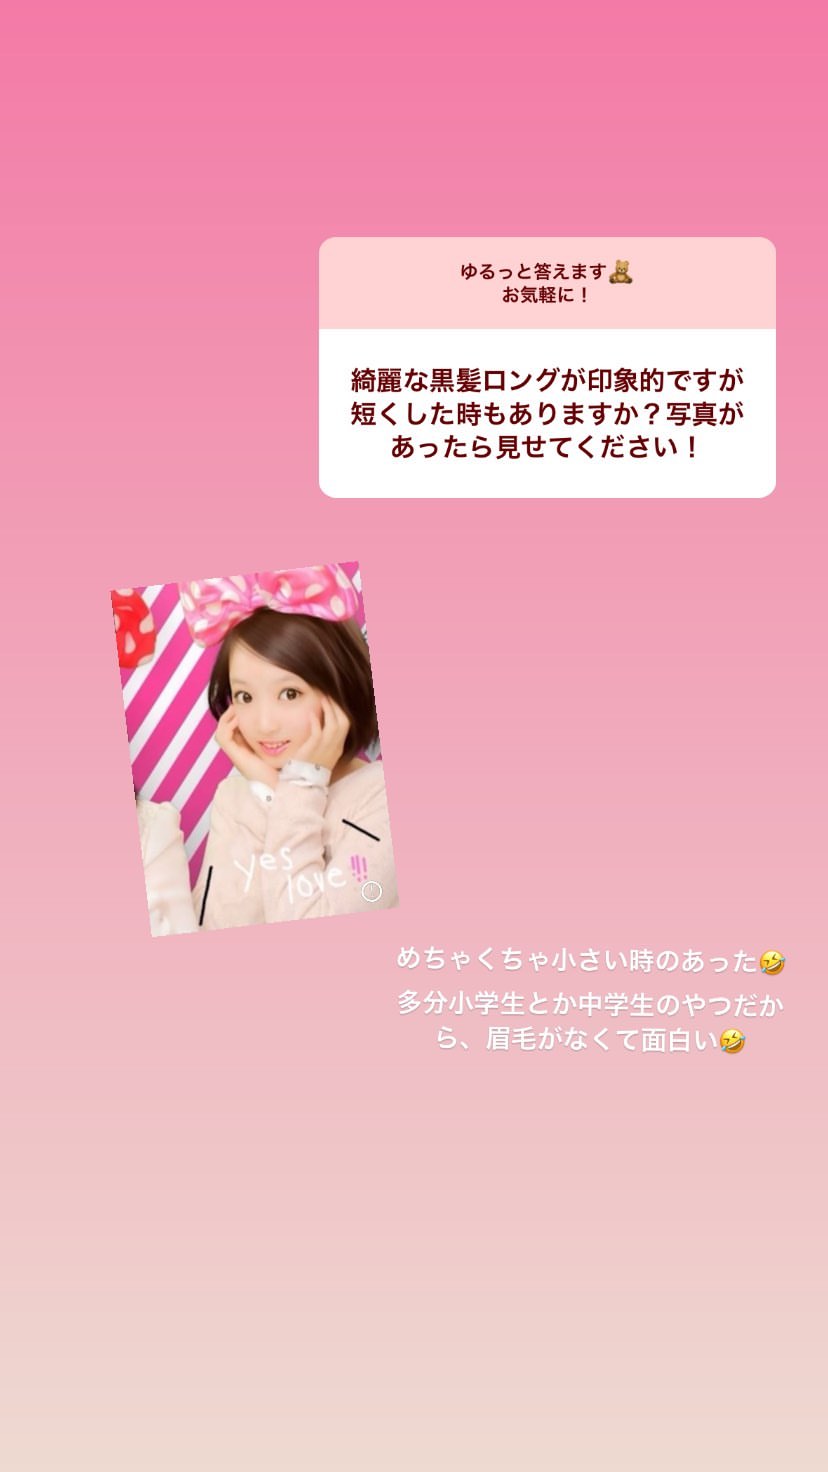 ゆるっと答えます🧸
お気軽に！
綺麗な黒髪ロングが印象的ですが
短くした時もありますか？写真が
あったら見せてください！
yes
love!!!
めちゃくちゃ小さい時のあった🤣
多分小学生とか中学生のやつだか
ら、眉毛がなくて面白い🤣